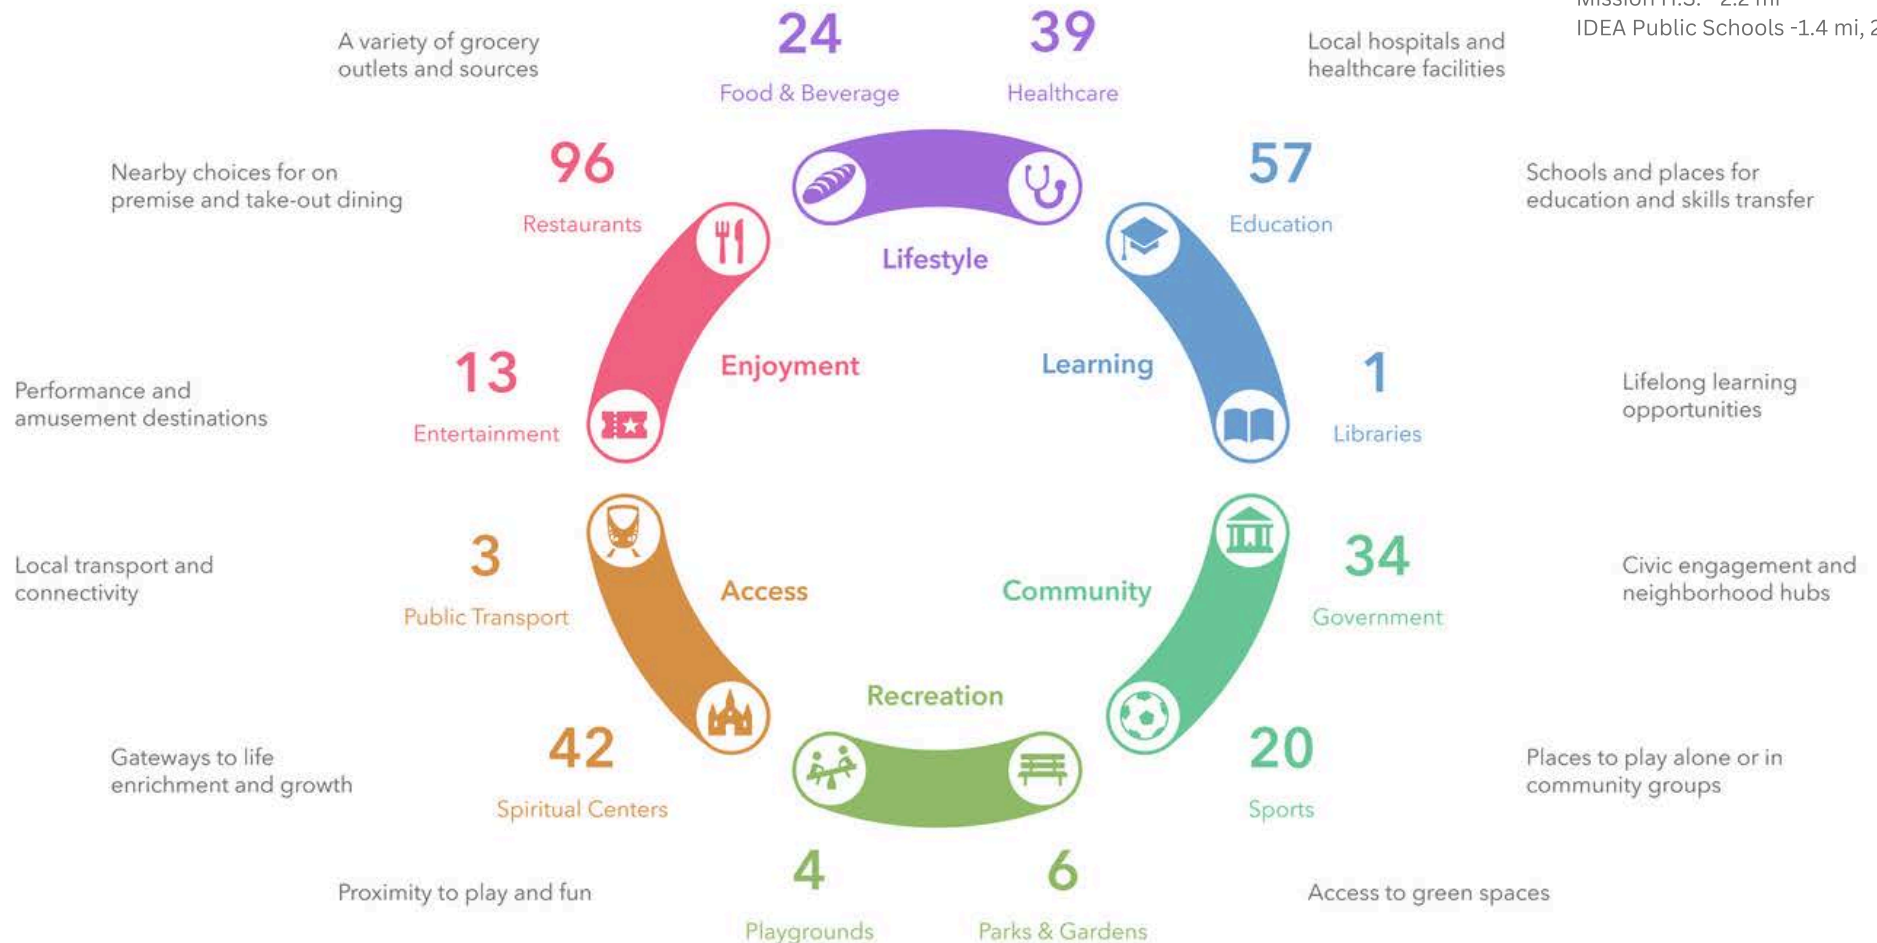 Mission H.S. - 2.2 mi
IDEA Public Schools -1.4 mi, 2
A variety of grocery
outlets and sources
24
Food & Beverage
39
Healthcare
Local hospitals and
healthcare facilities
Nearby choices for on
premise and take-out dining
96
Restaurants
57
Education
Schools and places for
education and skills transfer
Lifestyle
Performance and
amusement destinations
13
Entertainment
Enjoyment
Learning
1
Libraries
Lifelong learning
opportunities
Local transport and
connectivity
3
Public Transport
Access
Community
34
Government
Civic engagement and
neighborhood hubs
Recreation
Gateways to life
enrichment and growth
42
Spiritual Centers
20
Sports
Places to play alone or in
community groups
Proximity to play and fun
4
Playgrounds
6
Parks & Gardens
Access to green spaces